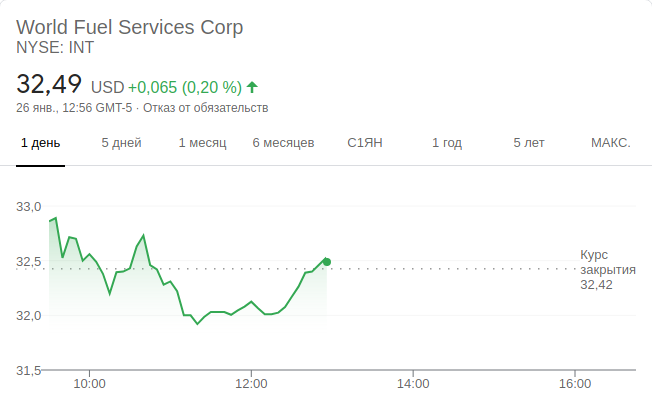 World Fuel Services Corp
NYSE: INT
32,49 USD +0,065 (0,20 %)
26 янв., 12:56 GMT-5 · Отказ от обязательств
1 день 5 дней 1 месяц 6 месяцев С1ЯН 1 год 5 лет МАКС.
33,0
32,5
32,0
31,5
Курс
закрытия
32,42
10:00 12:00 14:00 16:00